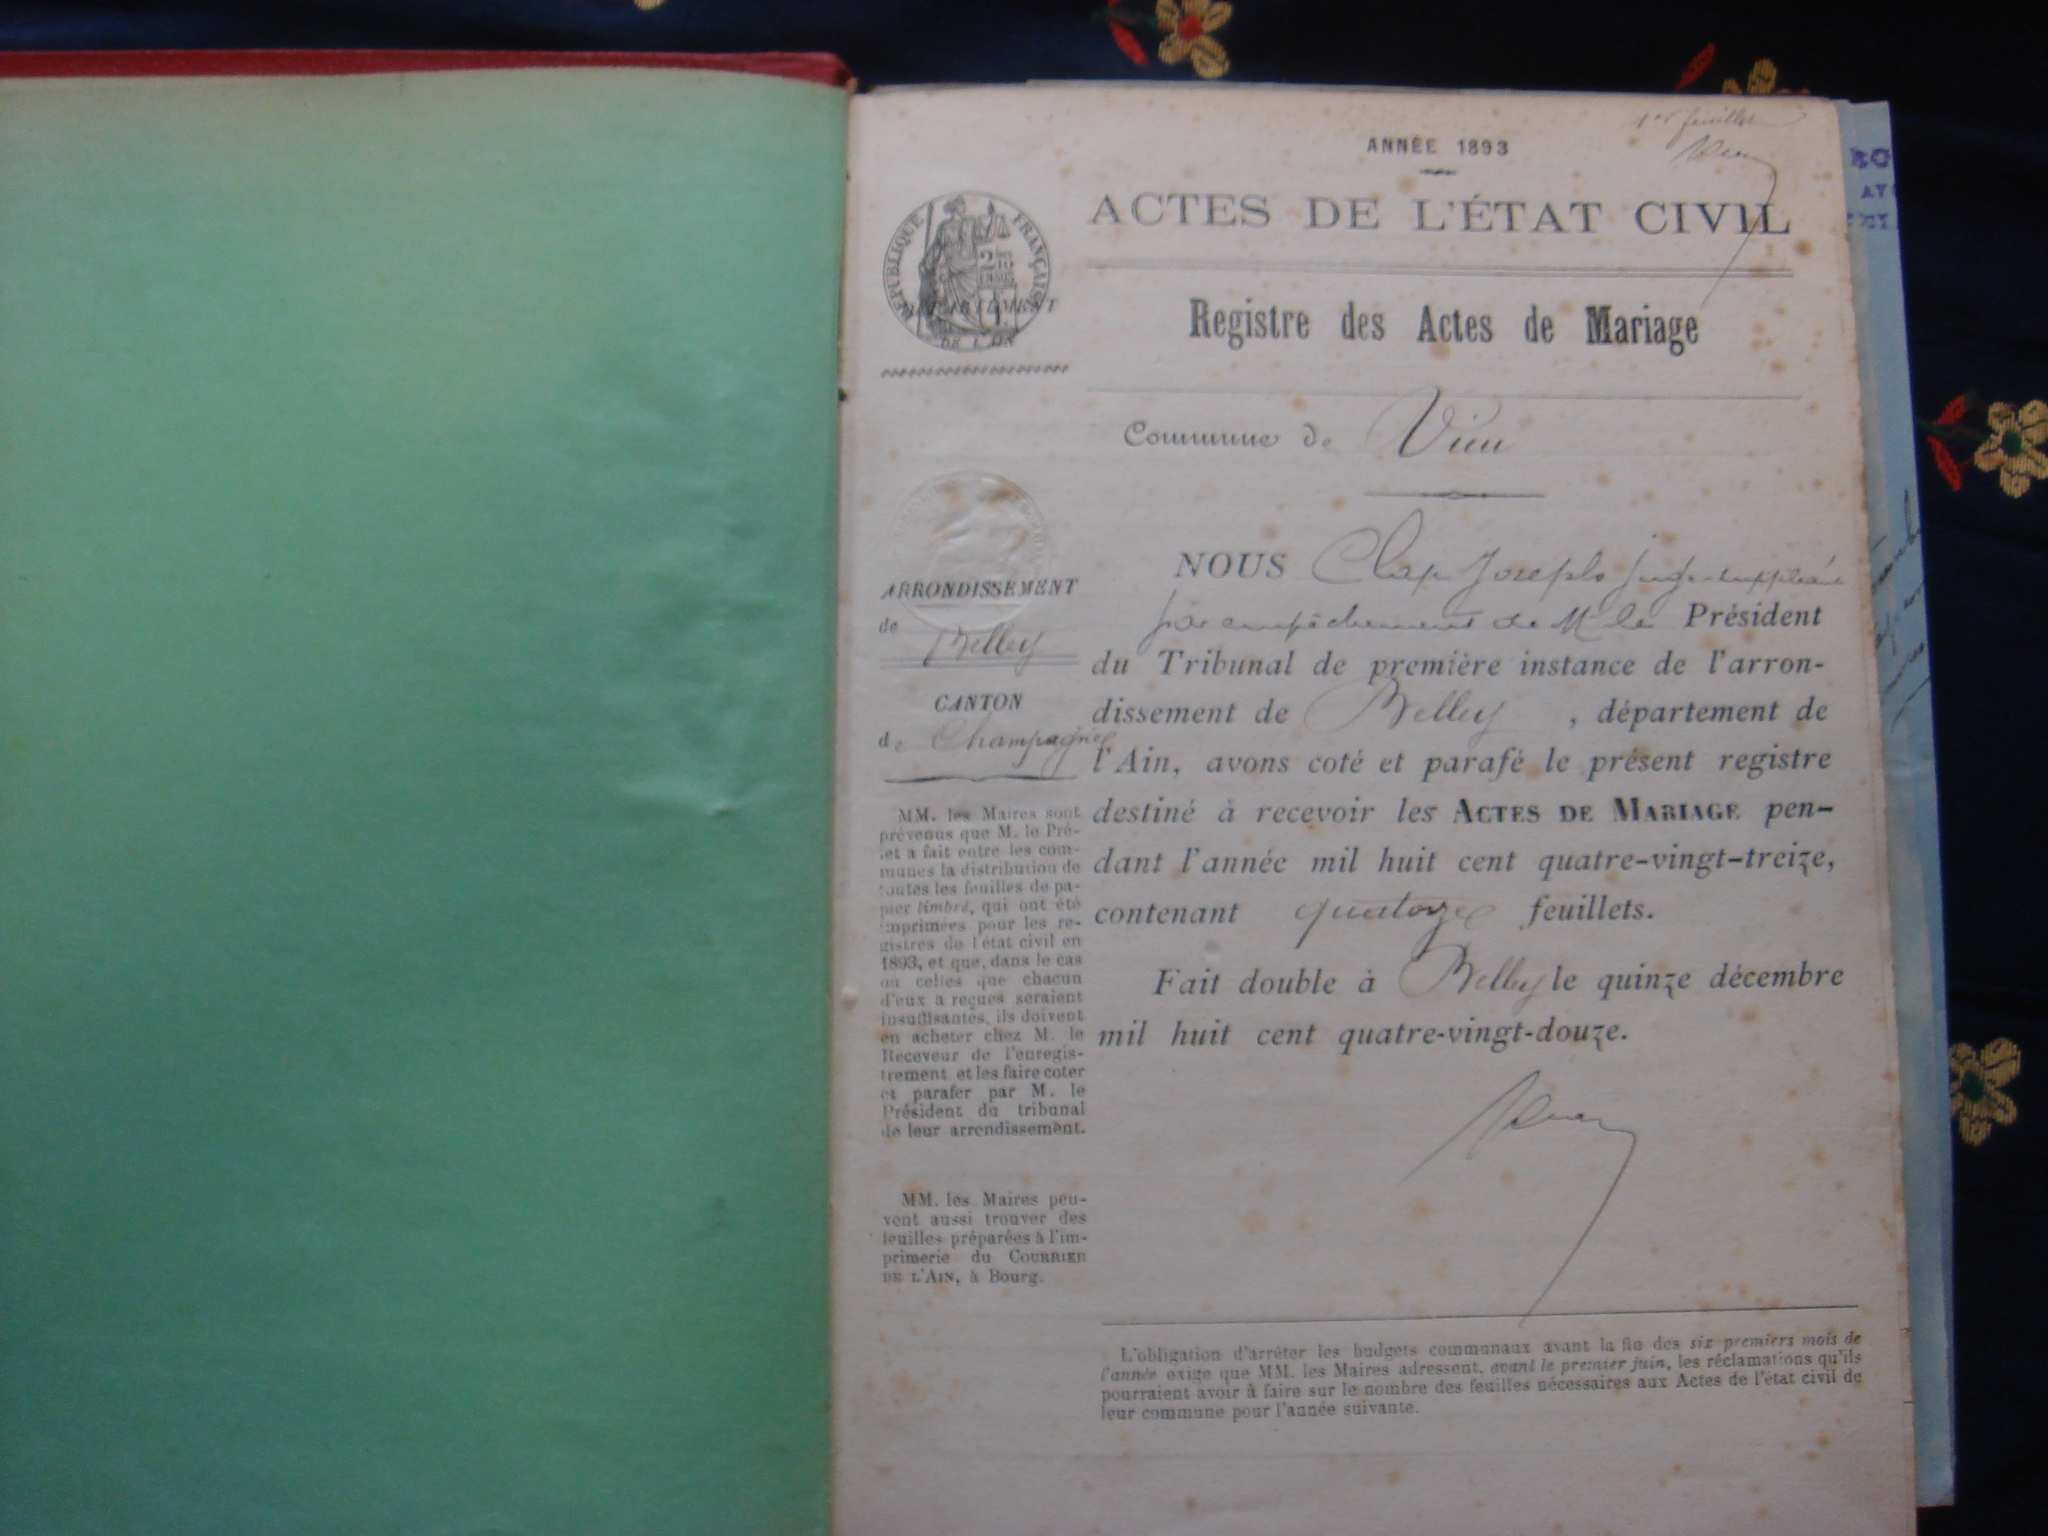 1er feuillet
ANNÉE 1893
ACTES DE L'ÉTAT CIVIL
RÉPUBLIQUE FRANÇAISE
2 DES 10
EN SUS
DÉPARTEMENT
DE L'AIN
Registre des Actes de Mariage
Commune de Vieu
ARRONDISSEMENT
de Belley
CANTON
de Champagne
MM. les Maires sont
prévenus que M. le Pré-
fet a fait entre les com-
munes la distribution de
toutes les feuilles de pa-
pier timbré, qui ont été
imprimées pour les re-
gistres de l'état civil en
1893, et que, dans le cas
où celles que chacun
d'eux a reçues seraient
insuffisantes, ils doivent
en acheter chez M. le
Receveur de l'enregis-
trement et les faire coter
et parafer par M. le
Président du tribunal
de leur arrondissement.
MM. les Maires peu-
vent aussi trouver des
feuilles préparées à l'im-
primerie du COURRIER
DE L'AIN, à Bourg.
NOUS Clap Joseph juge suppléant
par empêchement de M le Président
du Tribunal de première instance de l'arron-
dissement de Belley, département de
l'Ain, avons coté et parafé le présent registre
destiné à recevoir les ACTES DE MARIAGE pen-
dant l'année mil huit cent quatre-vingt-treize,
contenant quatorze feuillets.
Fait double à Belley le quinze décembre
mil huit cent quatre-vingt-douze.
L'obligation d'arrêter les budgets communaux avant la fin des six premiers mois de
l'année exige que MM. les Maires adressent, avant le premier juin, les réclamations qu'ils
pourraient avoir à faire sur le nombre des feuilles nécessaires aux Actes de l'état civil de
leur commune pour l'année suivante.